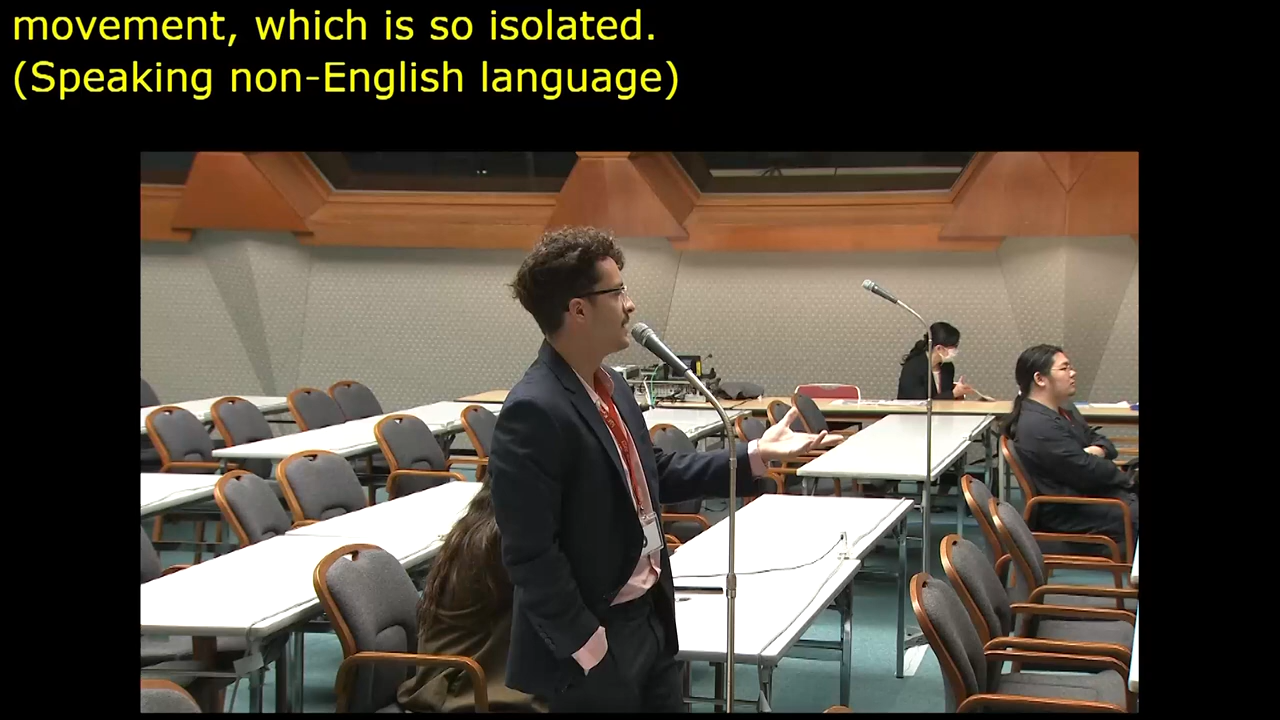 movement, which is so isolated.
(Speaking non-English language)